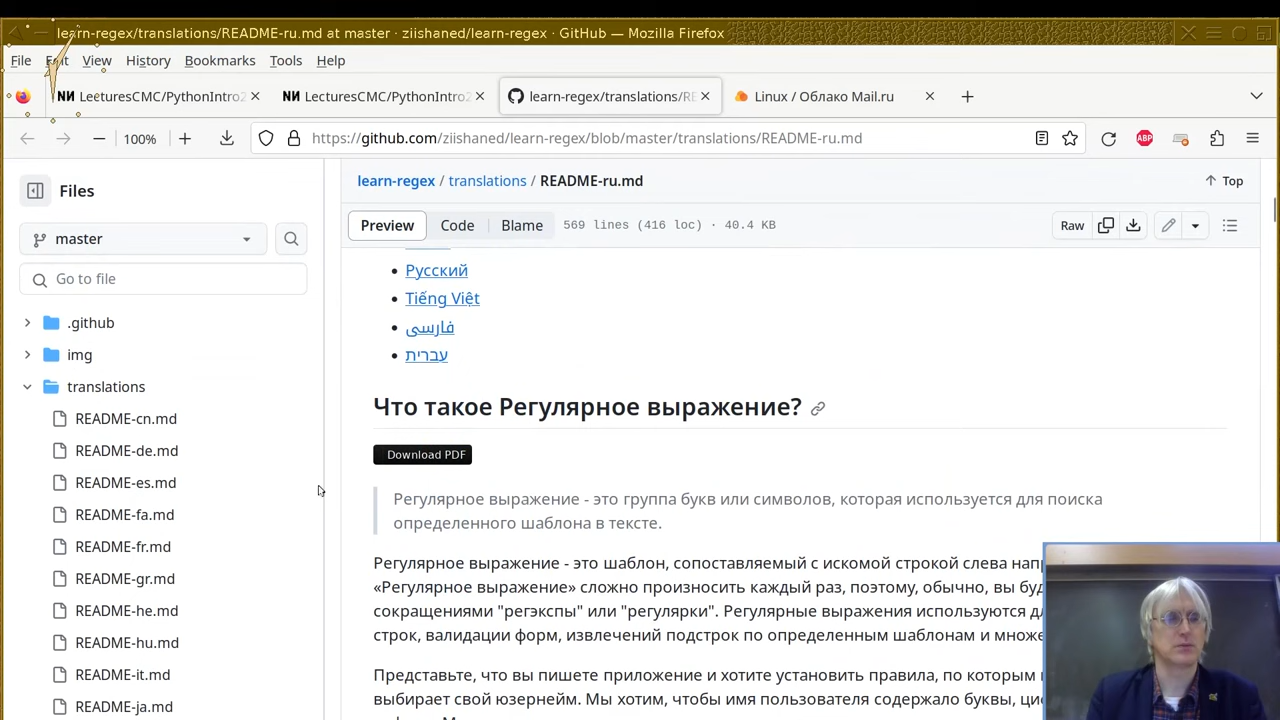 learn-regex/translations/README-ru.md at master · ziishaned/learn-regex · GitHub — Mozilla Firefox
File Edit View History Bookmarks Tools Help
LecturesCMC/PythonIntro2 LecturesCMC/PythonIntro2 learn-regex/translations/RE Linux / Облако Mail.ru
100% https://github.com/ziishaned/learn-regex/blob/master/translations/README-ru.md ABP
Files
learn-regex / translations / README-ru.md Top
master
Preview Code Blame 569 lines (416 loc) · 40.4 KB Raw
Go to file
.github
img
translations
README-cn.md
README-de.md
README-es.md
README-fa.md
README-fr.md
README-gr.md
README-he.md
README-hu.md
README-it.md
README-ja.md
Русский
Tiếng Việt
فارسی
עברית
Что такое Регулярное выражение?
Download PDF
Регулярное выражение - это группа букв или символов, которая используется для поиска
определенного шаблона в тексте.
Регулярное выражение - это шаблон, сопоставляемый с искомой строкой слева
«Регулярное выражение» сложно произносить каждый раз, поэтому, обычно, вы
сокращениями "регэкспы" или "регулярки". Регулярные выражения используются
строк, валидации форм, извлечений подстрок по определенным шаблонам и
Представьте, что вы пишете приложение и хотите установить правила, по которым
выбирает свой юзернейм. Мы хотим, чтобы имя пользователя содержало буквы,